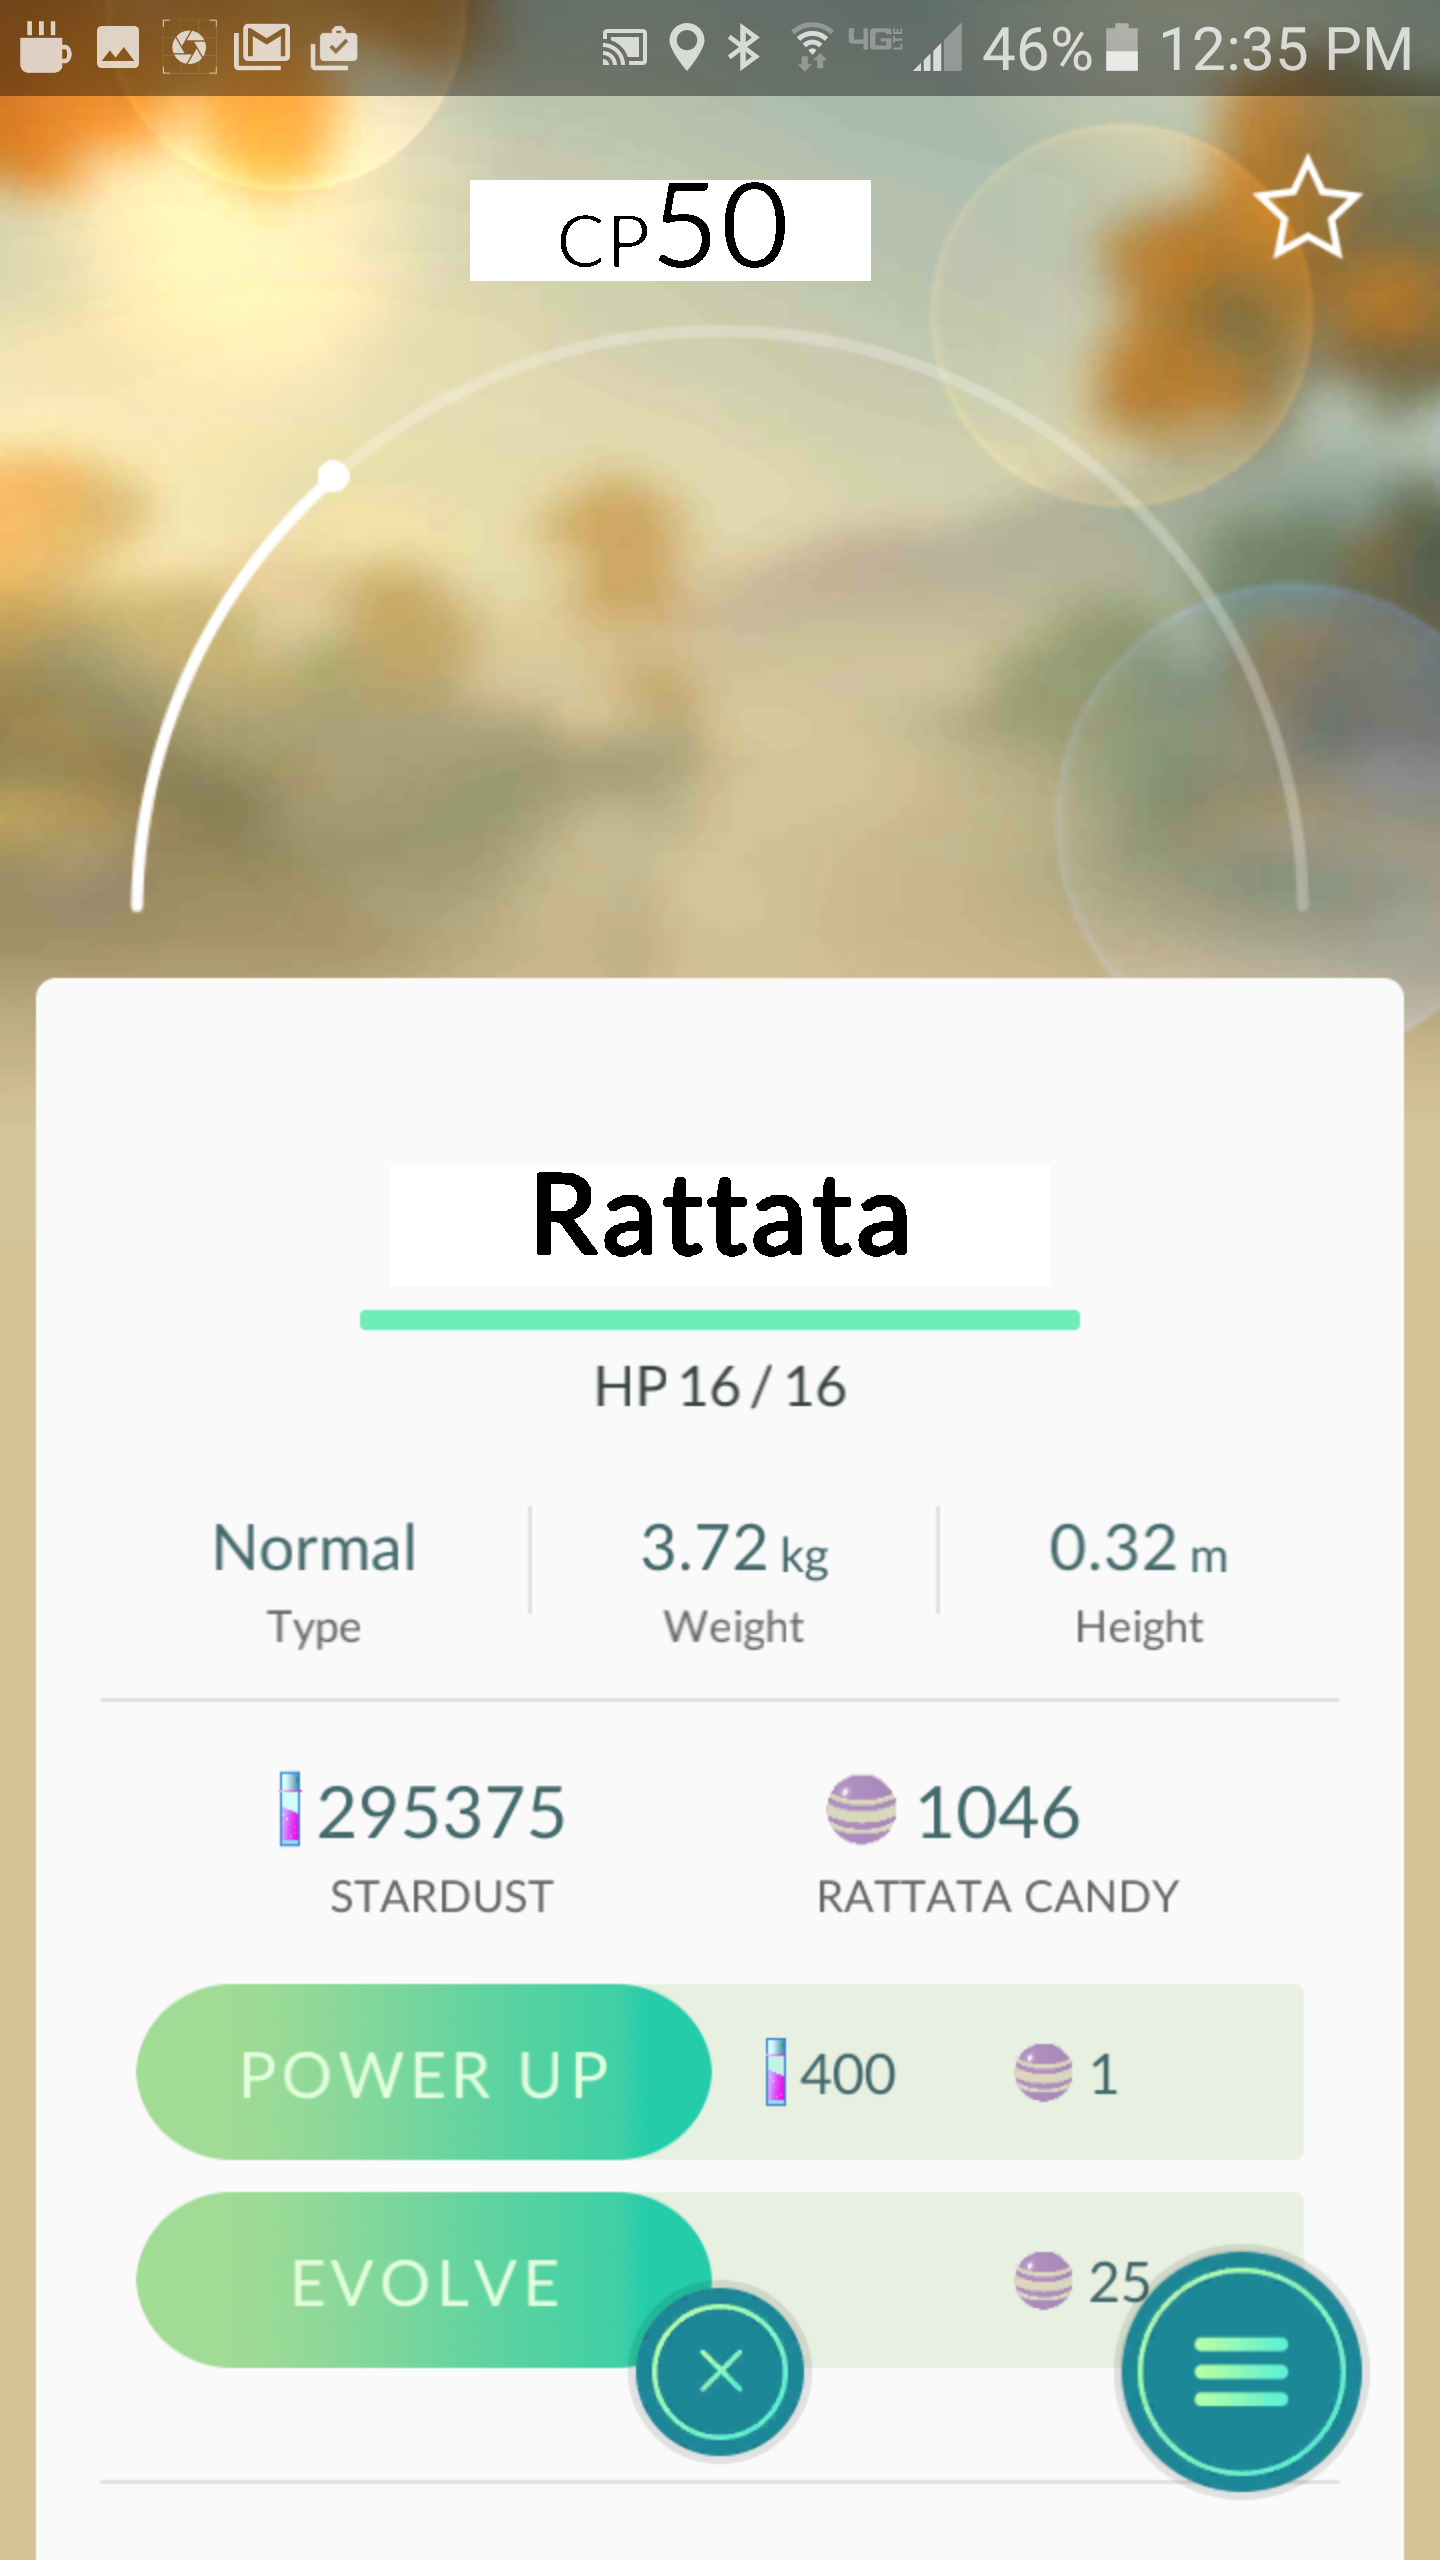 4G LTE 46% 12:35 PM
CP50
Rattata
HP 16 / 16
Normal 3.72 kg 0.32 m
Type Weight Height
295375 1046
STARDUST RATTATA CANDY
POWER UP 400 1
EVOLVE 25